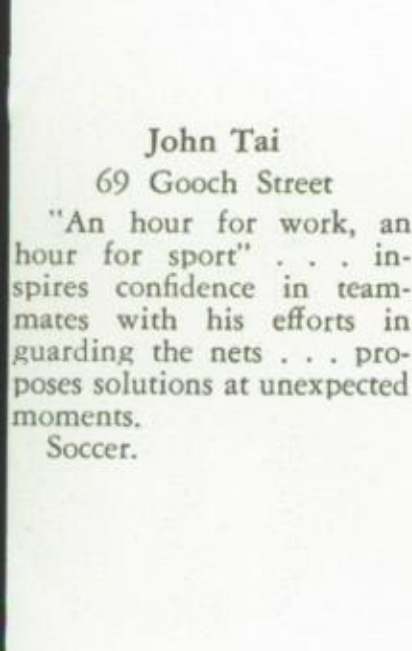 John Tai
69 Gooch Street
"An hour for work, an
hour for sport" . . . in-
spires confidence in team-
mates with his efforts in
guarding the nets . . . pro-
poses solutions at unexpected
moments.
Soccer.